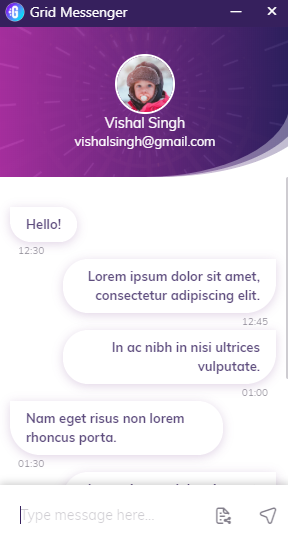 Grid Messenger
Vishal Singh
vishalsingh@gmail.com
Hello!
12:30
Lorem ipsum dolor sit amet,
consectetur adipiscing elit.
12:45
In ac nibh in nisi ultrices
vulputate.
01:00
Nam eget risus non lorem
rhoncus porta.
01:30
Type message here...